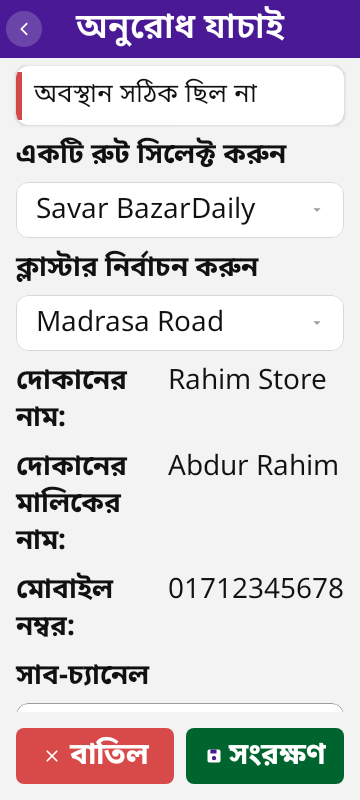 অনুরোধ যাচাই
অবস্থান সঠিক ছিল না
একটি রুট সিলেক্ট করুন
Savar BazarDaily
ক্লাস্টার নির্বাচন করুন
Madrasa Road
দোকানের নাম: Rahim Store
দোকানের মালিকের নাম: Abdur Rahim
মোবাইল নম্বর: 01712345678
সাব-চ্যানেল
বাতিল
সংরক্ষণ